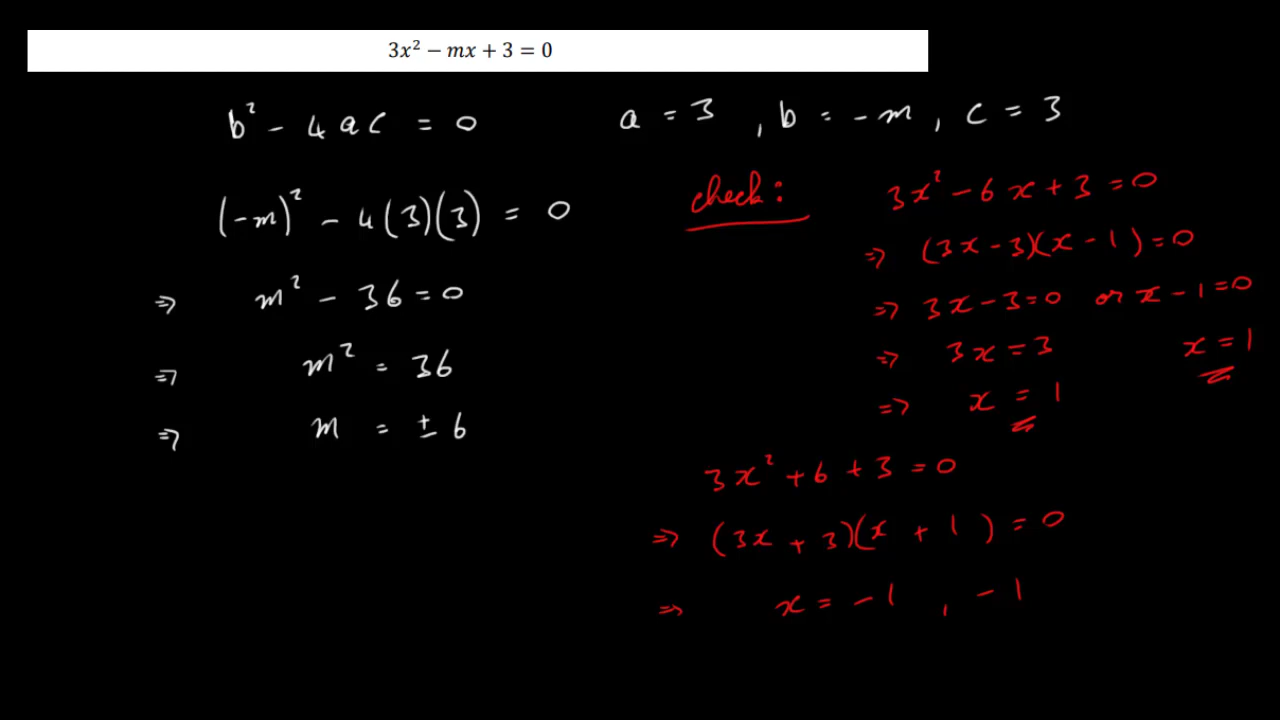 3x² − mx + 3 = 0
b² − 4ac = 0
a = 3, b = −m, c = 3
(−m)² − 4(3)(3) = 0
⇒ m² − 36 = 0
⇒ m² = 36
⇒ m = ± 6
check: 3x² − 6x + 3 = 0
⇒ (3x − 3)(x − 1) = 0
⇒ 3x − 3 = 0 or x − 1 = 0
⇒ 3x = 3 x = 1
⇒ x = 1
3x² + 6 + 3 = 0
⇒ (3x + 3)(x + 1) = 0
⇒ x = −1, −1